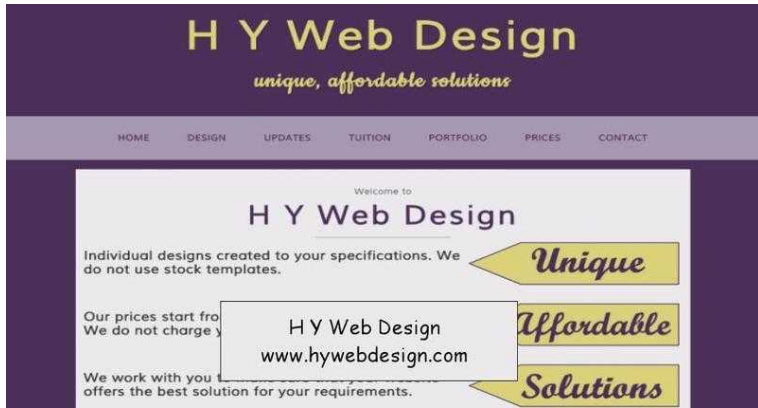 H Y Web Design
unique, affordable solutions
HOME DESIGN UPDATES TUITION PORTFOLIO PRICES CONTACT
Welcome to
H Y Web Design
Individual designs created to your specifications. We
do not use stock templates.
Unique
Our prices start
We do not charge
Affordable
H Y Web Design
www.hywebdesign.com
We work with you
offers the best solution for your requirements.
Solutions